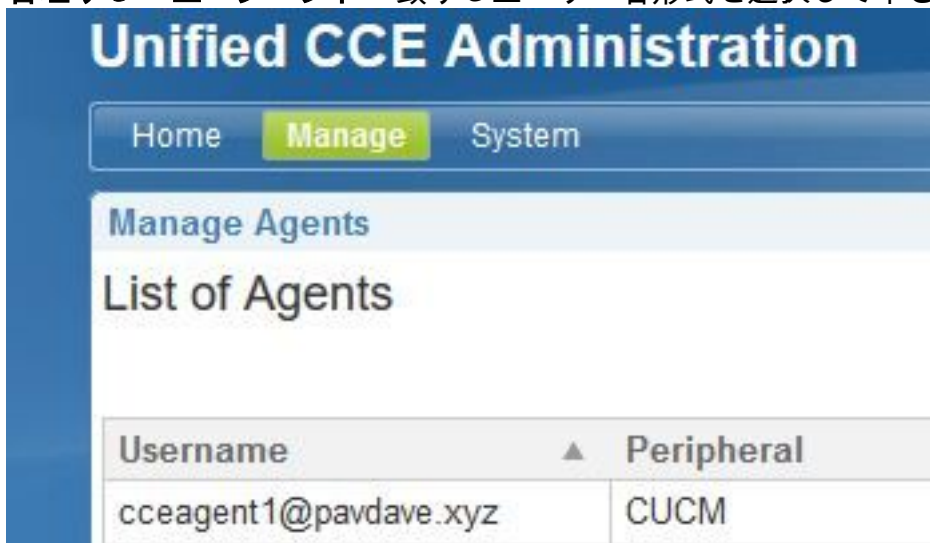 Unified CCE Administration
Home Manage System
Manage Agents
List of Agents
Username Peripheral
cceagent1@pavdave.xyz CUCM